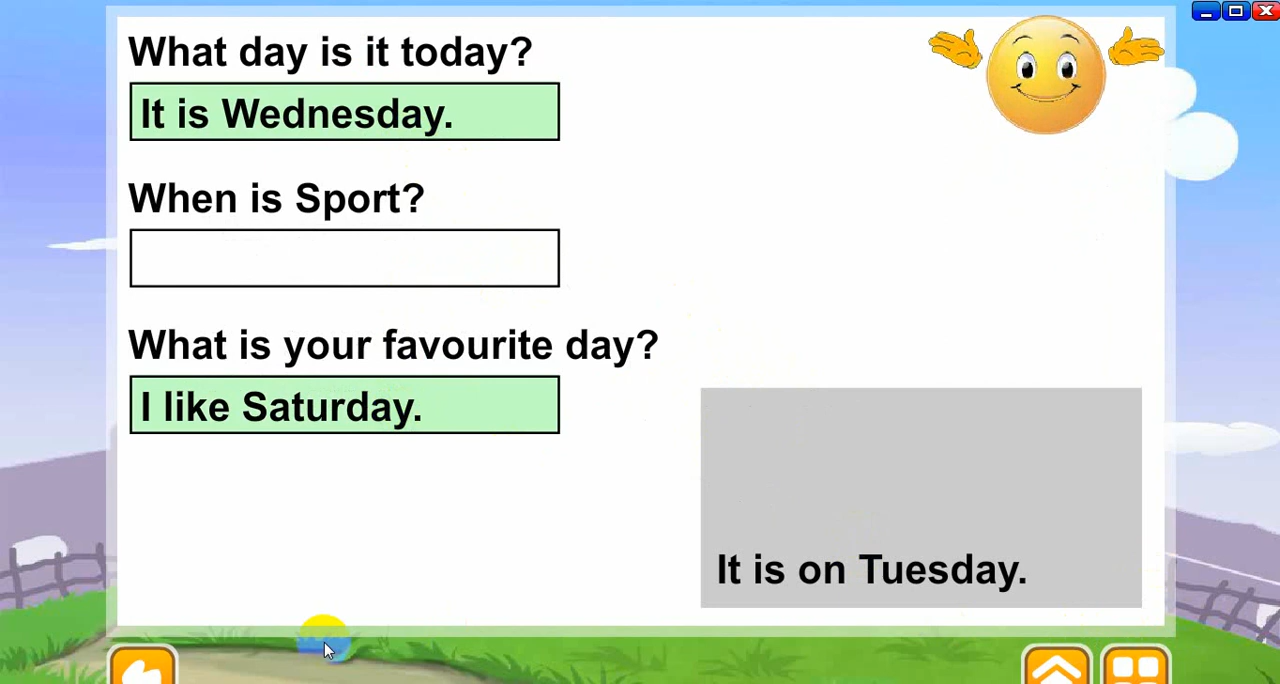 What day is it today?
It is Wednesday.
When is Sport?
What is your favourite day?
I like Saturday.
It is on Tuesday.